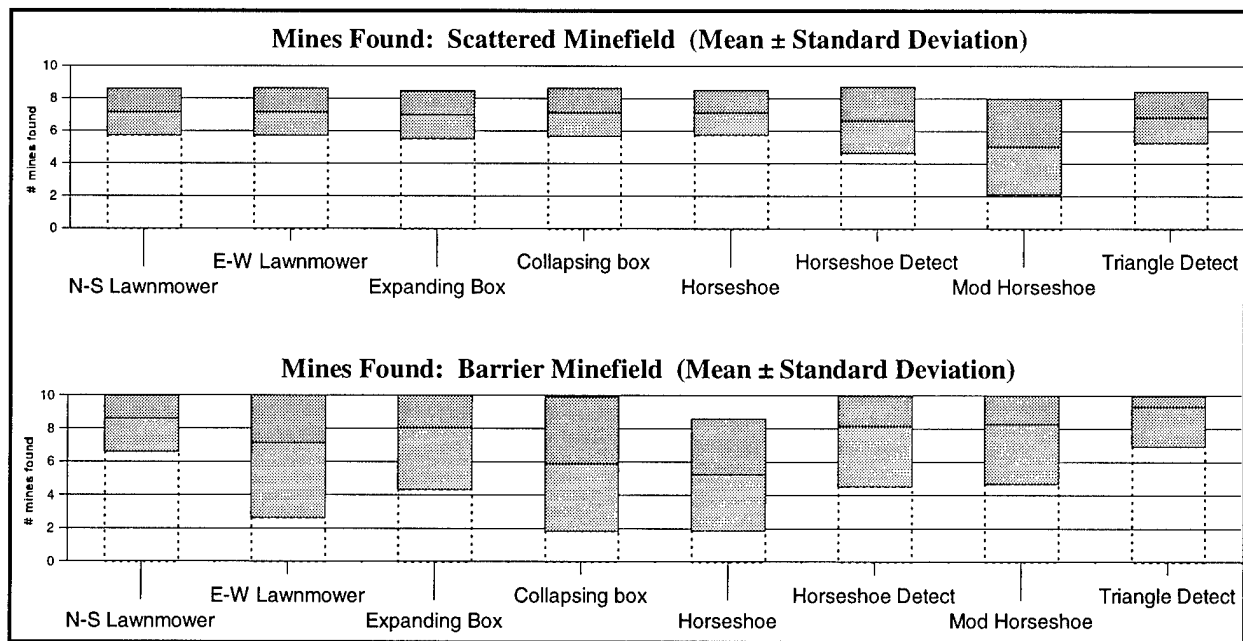 Mines Found: Scattered Minefield (Mean ± Standard Deviation)
# mines found
10
8
6
4
2
0
E-W Lawnmower Collapsing box Horseshoe Detect Triangle Detect
N-S Lawnmower Expanding Box Horseshoe Mod Horseshoe
Mines Found: Barrier Minefield (Mean ± Standard Deviation)
# mines found
10
8
6
4
2
0
E-W Lawnmower Collapsing box Horseshoe Detect Triangle Detect
N-S Lawnmower Expanding Box Horseshoe Mod Horseshoe